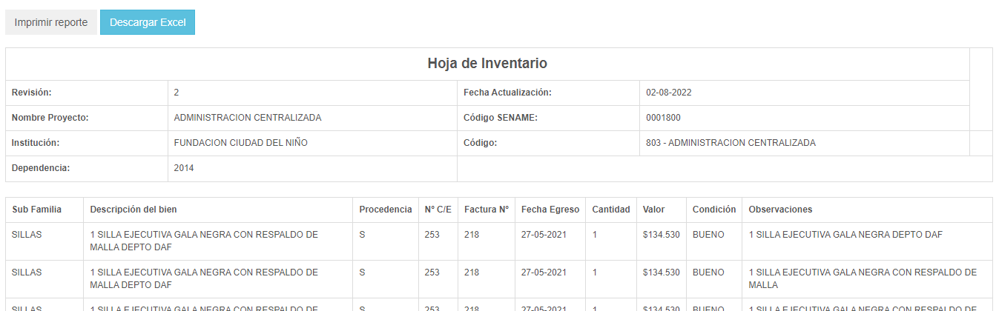 Imprimir reporte Descargar Excel
Hoja de Inventario
Revisión: 2 Fecha Actualización: 02-08-2022
Nombre Proyecto: ADMINISTRACION CENTRALIZADA Código SENAME: 0001800
Institución: FUNDACION CIUDAD DEL NIÑO Código: 803 - ADMINISTRACION CENTRALIZADA
Dependencia: 2014
Sub Familia Descripción del bien Procedencia Nº C/E Factura Nº Fecha Egreso Cantidad Valor Condición Observaciones
SILLAS 1 SILLA EJECUTIVA GALA NEGRA CON RESPALDO DE S 253 218 27-05-2021 1 $134.530 BUENO 1 SILLA EJECUTIVA GALA NEGRA DEPTO DAF
MALLA DEPTO DAF
SILLAS 1 SILLA EJECUTIVA GALA NEGRA CON RESPALDO DE S 253 218 27-05-2021 1 $134.530 BUENO 1 SILLA EJECUTIVA GALA NEGRA CON RESPALDO DE
MALLA DEPTO DAF MALLA
SILLAS 1 SILLA EJECUTIVA GALA NEGRA CON RESPALDO DE S 253 218 27-05-2021 1 $134.530 BUENO 1 SILLA EJECUTIVA GALA NEGRA CON RESPALDO DE